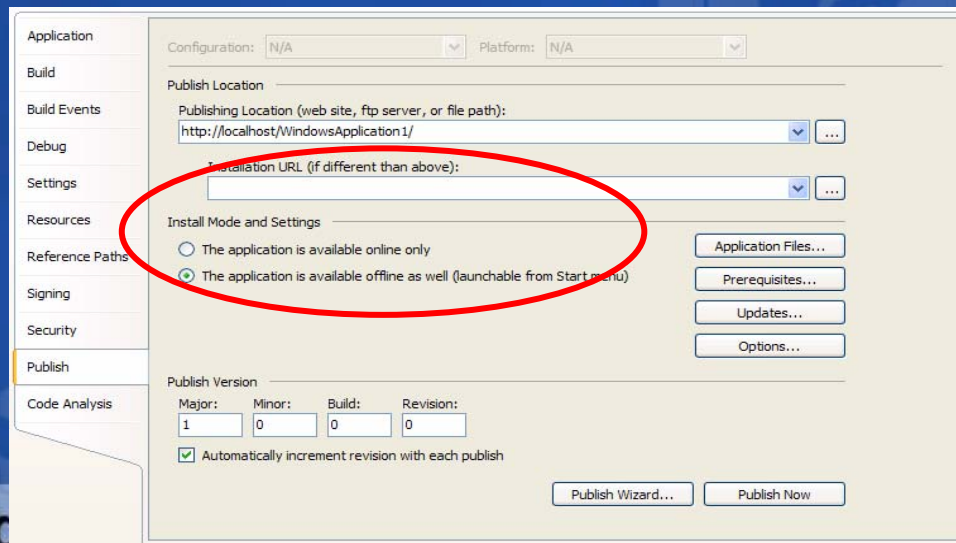 Application
Build
Build Events
Debug
Settings
Resources
Reference Paths
Signing
Security
Publish
Code Analysis
Configuration: N/A Platform: N/A
Publish Location
Publishing Location (web site, ftp server, or file path):
http://localhost/WindowsApplication1/
...
Installation URL (if different than above):
...
Install Mode and Settings
The application is available online only
The application is available offline as well (launchable from Start menu)
Application Files...
Prerequisites...
Updates...
Options...
Publish Version
Major: Minor: Build: Revision:
1 0 0 0
Automatically increment revision with each publish
Publish Wizard... Publish Now